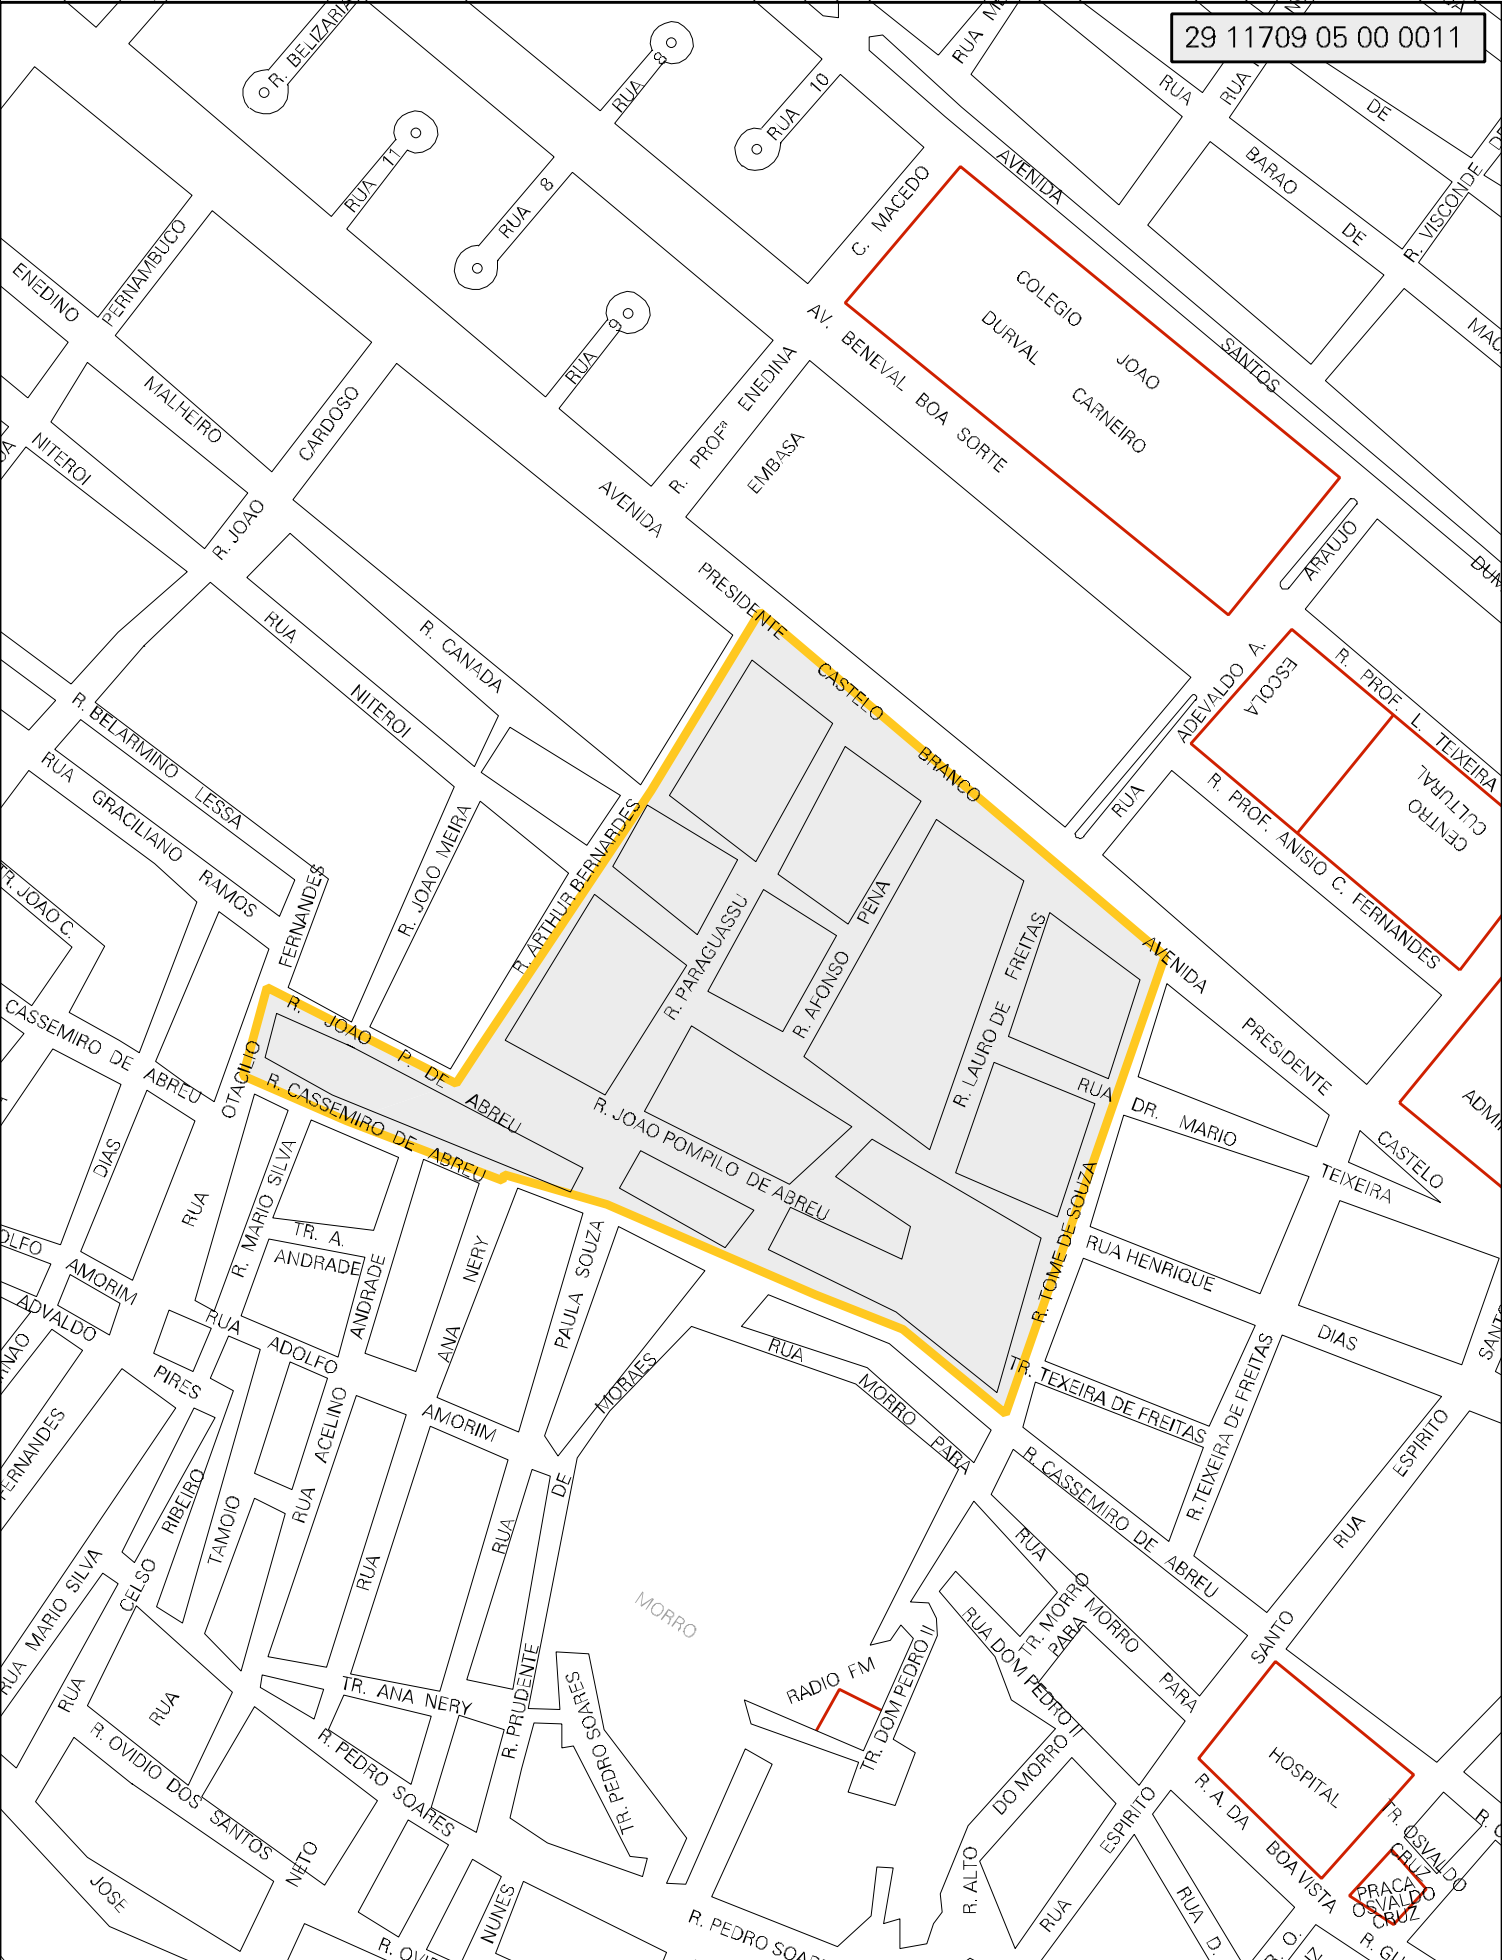 29 11709 05 00 0011
R. BELIZARIA
RUA 8
RUA 10
RUA
DE
RUA 11
RUA 8
C. MACEDO
AVENIDA
BARAO
DE
R. VISCONDE
PERNAMBUCO
ENEDINO
RUA 9
COLEGIO
JOAO
DURVAL
CARNEIRO
SANTOS
AV. BENEVAL BOA SORTE
MALHEIRO
CARDOSO
R. PROFª ENEDINA
EMBASA
NITEROI
R. JOAO
AVENIDA
ARAUJO
PRESIDENTE
CASTELO
BRANCO
AVENIDA
PRESIDENTE
CASTELO
RUA
NITEROI
R. CANADA
ADEVALDO A.
RUA
ESCOLA
R. PROF. L. TEIXEIRA
CENTRO
CULTURAL
R. PROF. ANISIO C. FERNANDES
R. BELARMINO LESSA
RUA GRACILIANO RAMOS
TR. JOAO C.
FERNANDES
R. JOAO MEIRA
R. ARTHUR BERNARDES
R. PARAGUASSU
R. AFONSO PENA
R. LAURO DE FREITAS
CASSEMIRO DE ABREU
OTACILIO
RUA
R. JOAO P. DE ABREU
R. CASSEMIRO DE ABREU
R. JOAO POMPILO DE ABREU
RUA DR. MARIO
TEIXEIRA
R. TOME DE SOUZA
RUA HENRIQUE
DIAS
DIAS
R. MARIO SILVA
TR. A.
ANDRADE
ANDRADE
ANA NERY
PAULA SOUZA
AMORIM
ADVALDO
PIRES
RUA
ADOLFO
AMORIM
MORAES
DE
RUA
MORRO
PARA
TR. TEXEIRA DE FREITAS
R. TEIXEIRA DE FREITAS
R. CASSEMIRO DE ABREU
ESPIRITO
RUA
SANTO
FERNANDES
RUA ACELINO
RIBEIRO
CELSO
TAMOIO
RUA
RUA
RUA MARIO SILVA
RUA
RUA
MORRO
RUA
MORRO
PARA
TR. MORRO
PARA
RUA DOM PEDRO II
RADIO FM
TR. DOM PEDRO II
TR. ANA NERY
R. PRUDENTE
TR. PEDRO SOARES
TR. PEDRO SOARES
R. PEDRO SOARES
R. OVIDIO DOS SANTOS
NETO
JOSE
NUNES
R. ALTO
DO MORRO
RUA
ESPIRITO
HOSPITAL
R. A. DA BOA VISTA
TR. OSVALDO
CRUZ
PRACA
OSVALDO
CRUZ
RUA D.
R. O.